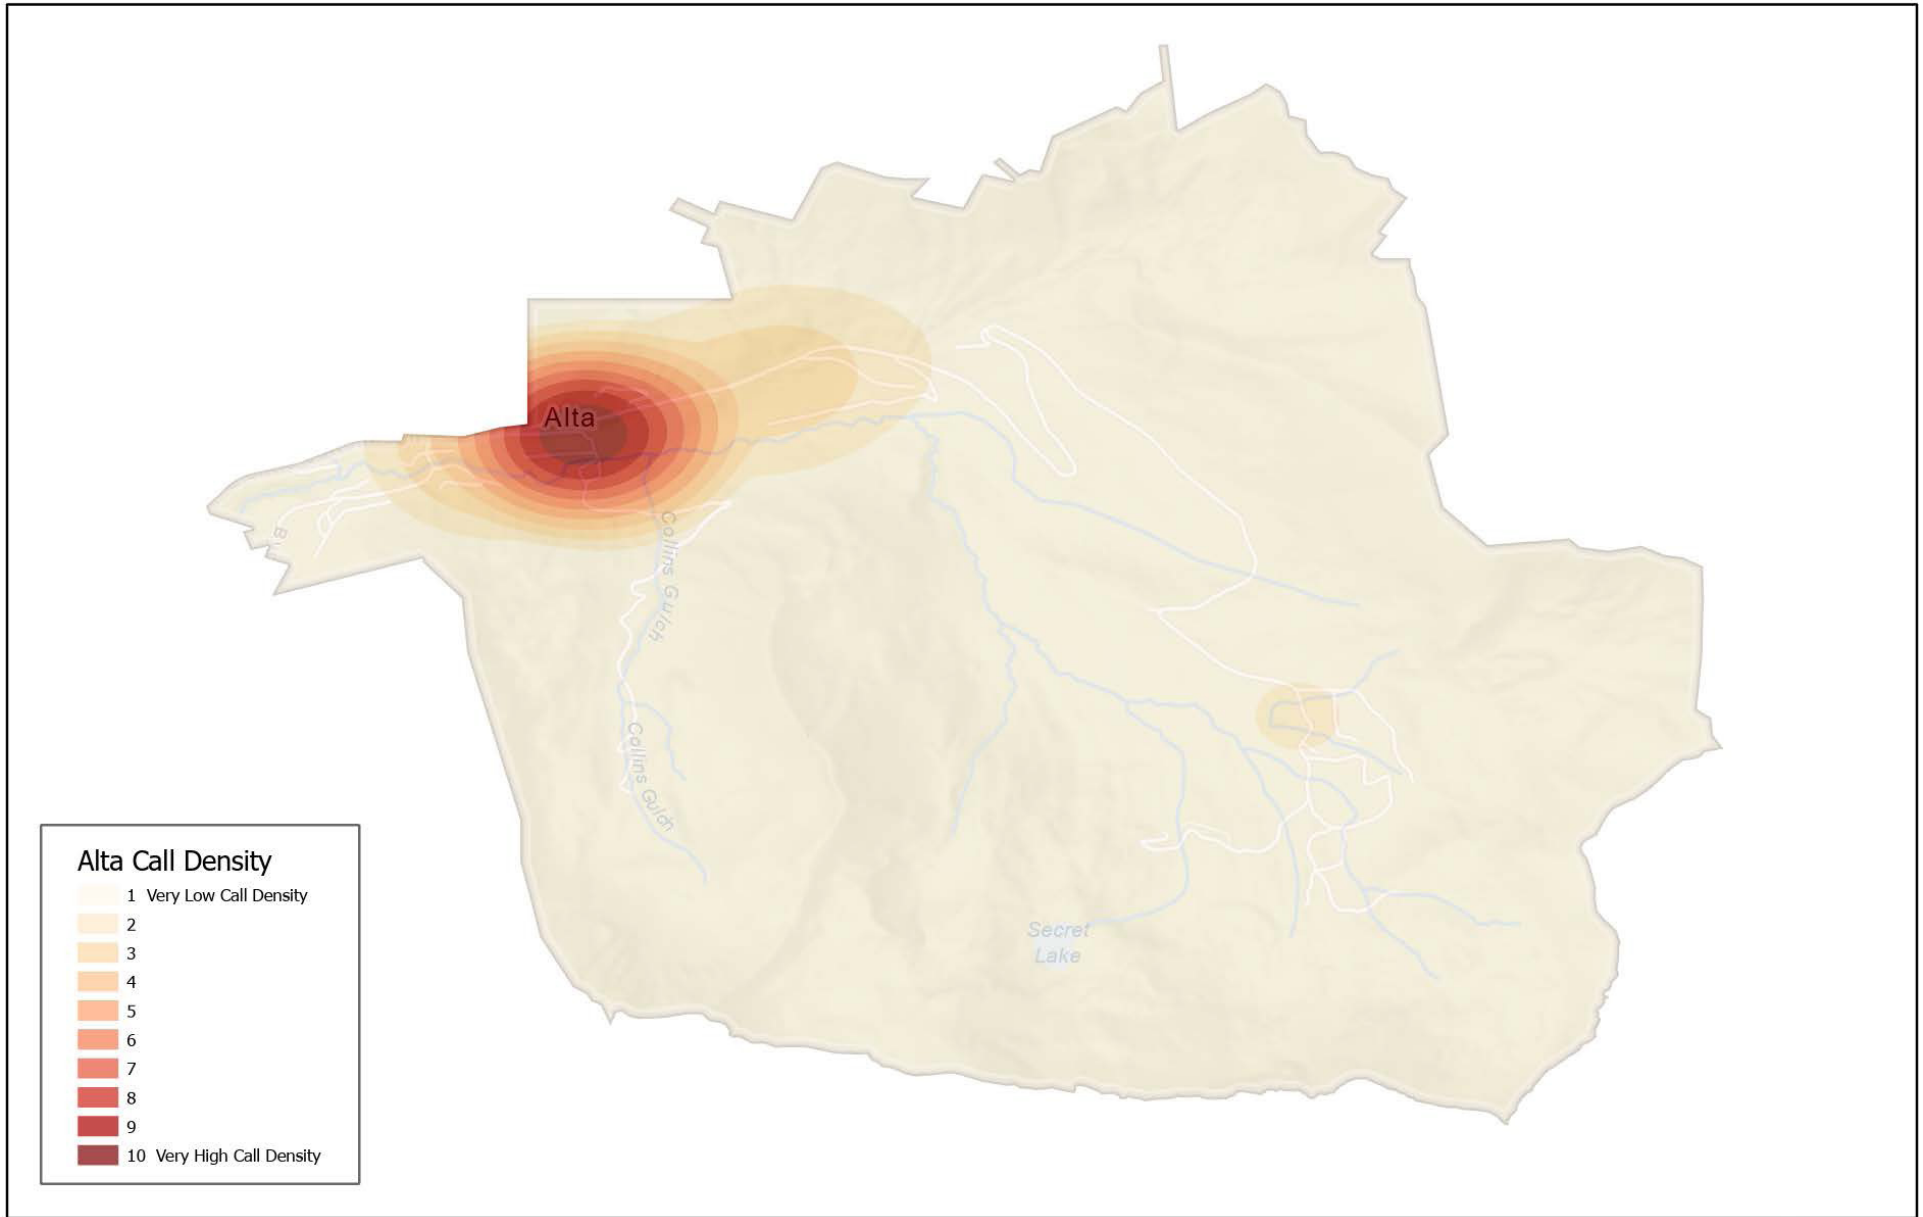 Alta
Collins Gulch
Collins Gulch
Secret
Lake
Alta Call Density
1 Very Low Call Density
2
3
4
5
6
7
8
9
10 Very High Call Density